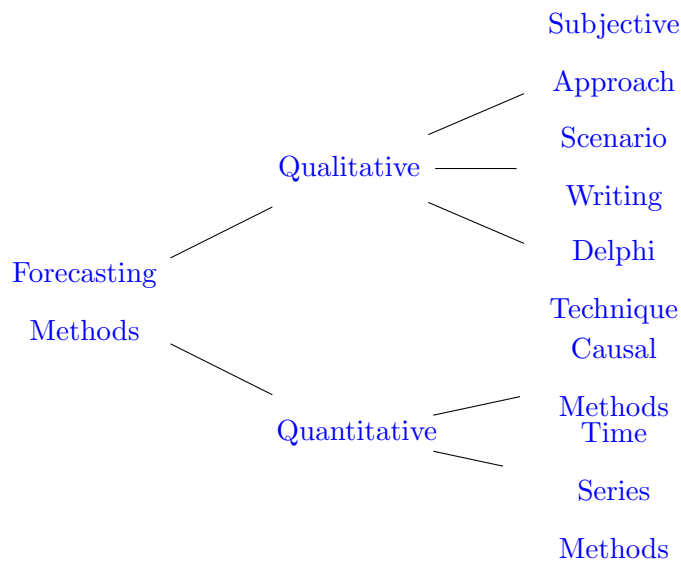 Subjective
Approach
Scenario
Qualitative
Writing
Delphi
Forecasting
Technique
Methods
Causal
Methods
Quantitative
Time
Series
Methods